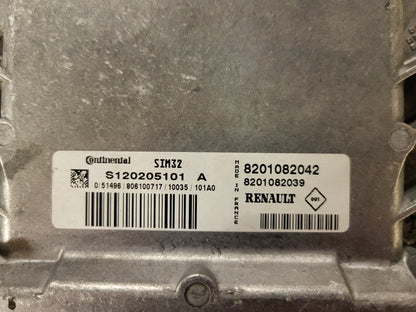 Continental SIM32
S120205101 A
0/51496/806100717/10035/101A0
MADE IN FRANCE
8201082042
8201082039
RENAULT